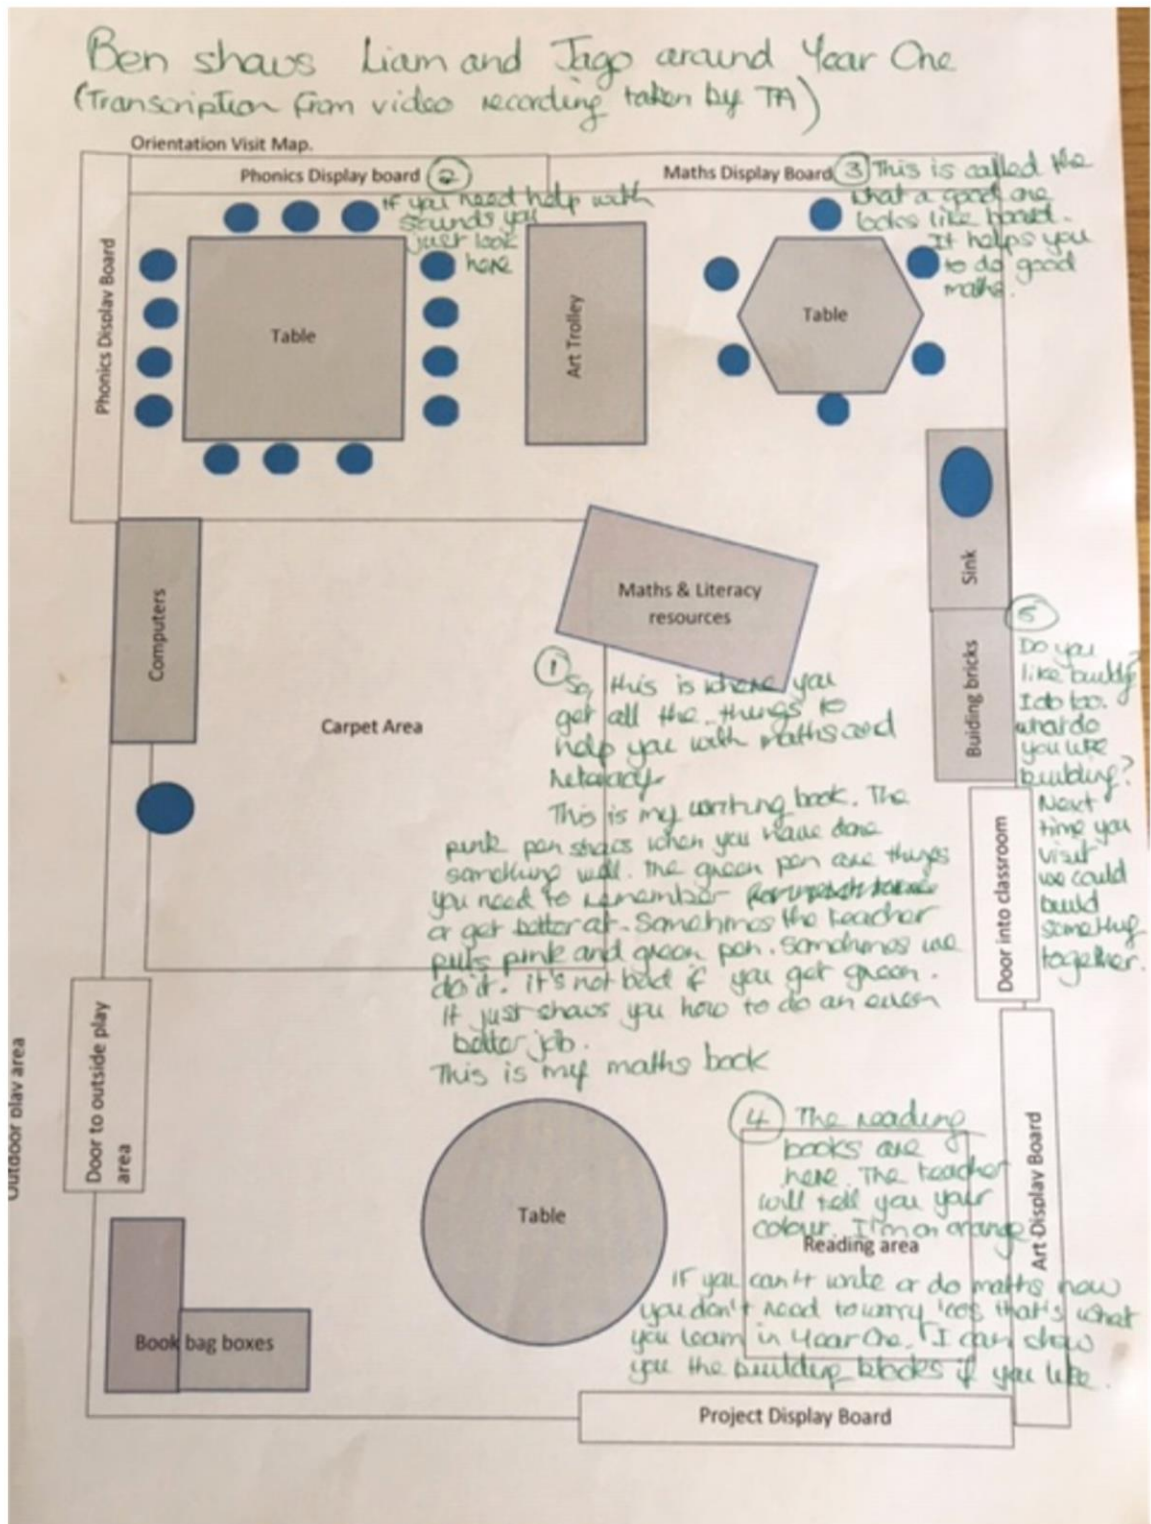 Ben shows Liam and Jago around Year One
(Transcription from video recording taken by TA)
Orientation Visit Map.
Phonics Display board
②
If you need help with
sounds you
just look
here
Maths Display Board
③ This is called the
what a good one
looks like board.
It helps you
to do good
maths.
Phonics Display Board
Table
Art Trolley
Table
Sink
Computers
Maths & Literacy
resources
Buiding bricks
Carpet Area
① So, this is where you
get all the things to
help you with maths and
This is my writing book. The
pink pen shows when you have done
something well. The green pen are things
you need to remember
or get better at. Sometimes the teacher
puts pink and green pen. Sometimes we
do it. it's not bad if you get green.
It just shows you how to do an even
better job.
This is my maths book
⑤
Do you
like building?
I do too.
what do
you like
building?
Next
time you
visit
we could
build
something
together.
Door into classroom
Outdoor play area
Door to outside play
area
④ The reading
books are
here. The teacher
will tell you your
colour. I'm on orange
Reading area
Art Display Board
Table
If you can't write or do maths now
you don't need to worry 'cos that's what
you learn in Year One. I can show
you the building blocks if you like.
Book bag boxes
Project Display Board